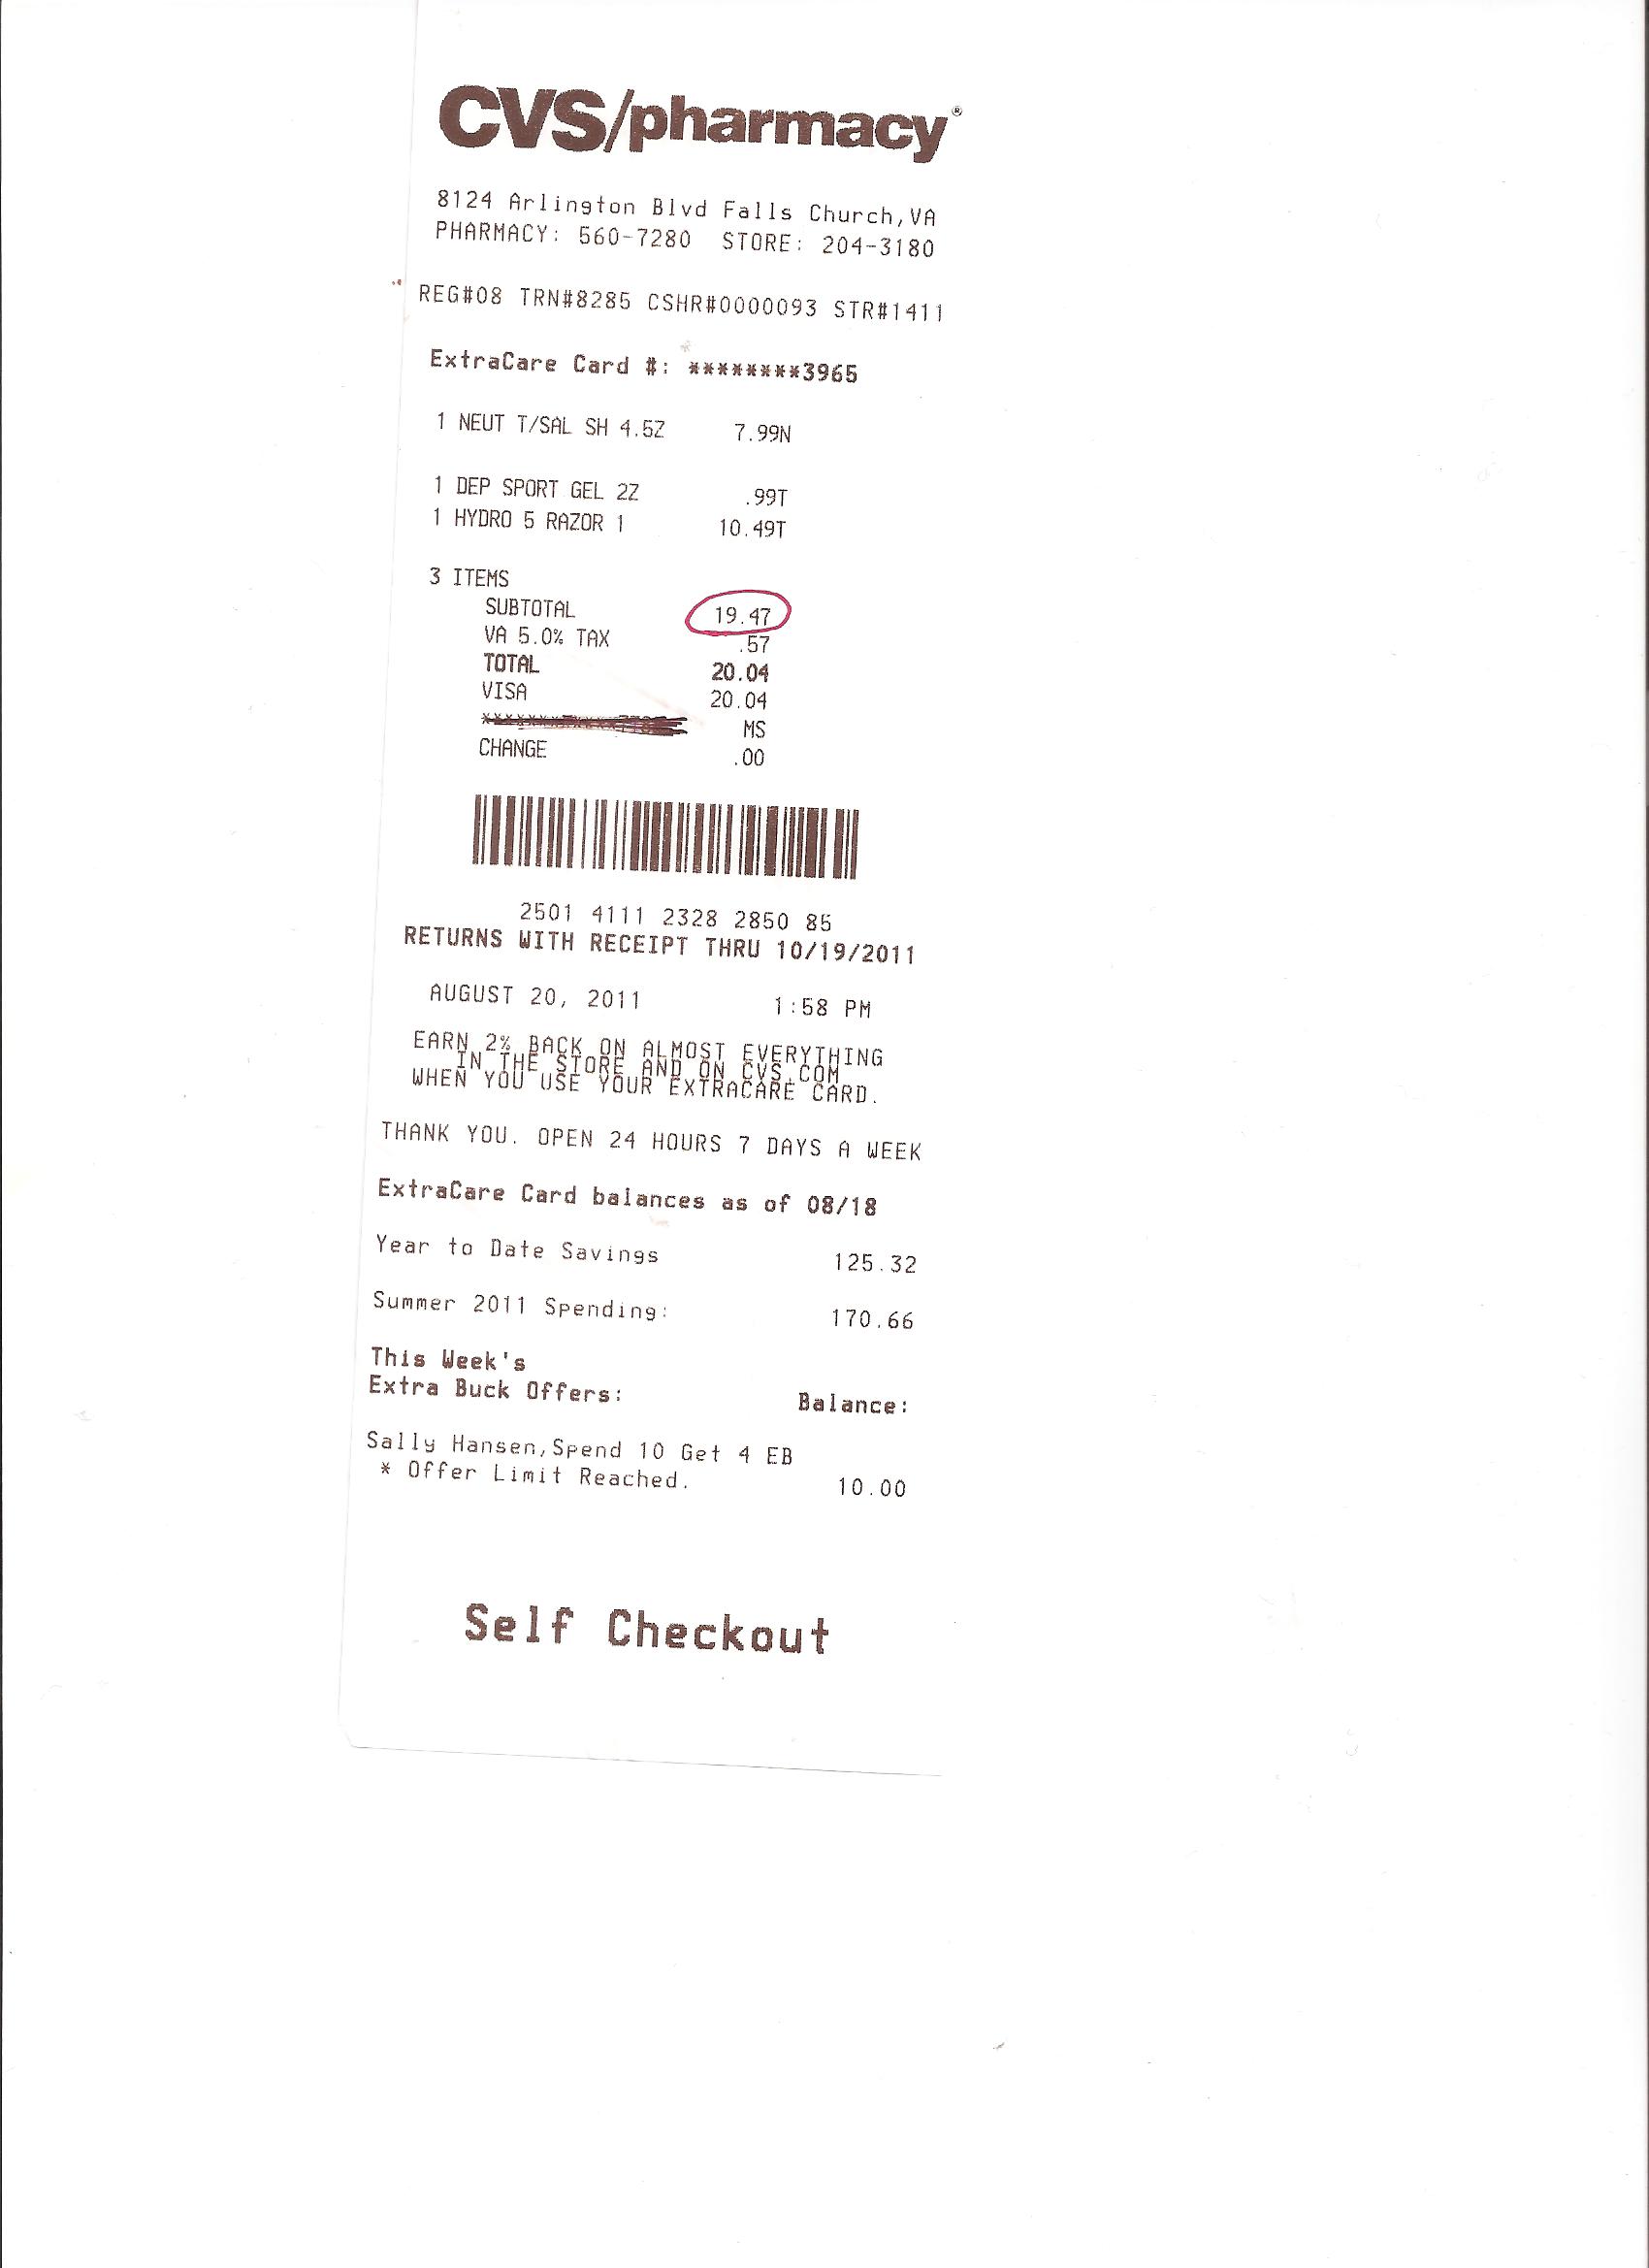 CVS/pharmacy®
8124 Arlington Blvd Falls Church, VA
PHARMACY: 560-7280 STORE: 204-3180
REG#08 TRN#8285 CSHR#0000093 STR#1411
ExtraCare Card #: ********3965
1 NEUT T/SAL SH 4.5Z 7.99N
1 DEP SPORT GEL 2Z .99T
1 HYDRO 5 RAZOR 1 10.49T
3 ITEMS
SUBTOTAL 19.47
VA 5.0% TAX .57
TOTAL 20.04
VISA 20.04
MS
CHANGE .00
2501 4111 2328 2850 85
RETURNS WITH RECEIPT THRU 10/19/2011
AUGUST 20, 2011 1:58 PM
EARN 2% BACK ON ALMOST EVERYTHING
IN THE STORE AND ON CVS.COM
WHEN YOU USE YOUR EXTRACARE CARD.
THANK YOU. OPEN 24 HOURS 7 DAYS A WEEK
ExtraCare Card balances as of 08/18
Year to Date Savings 125.32
Summer 2011 Spending: 170.66
This Week's
Extra Buck Offers: Balance:
Sally Hansen,Spend 10 Get 4 EB
* Offer Limit Reached. 10.00
Self Checkout